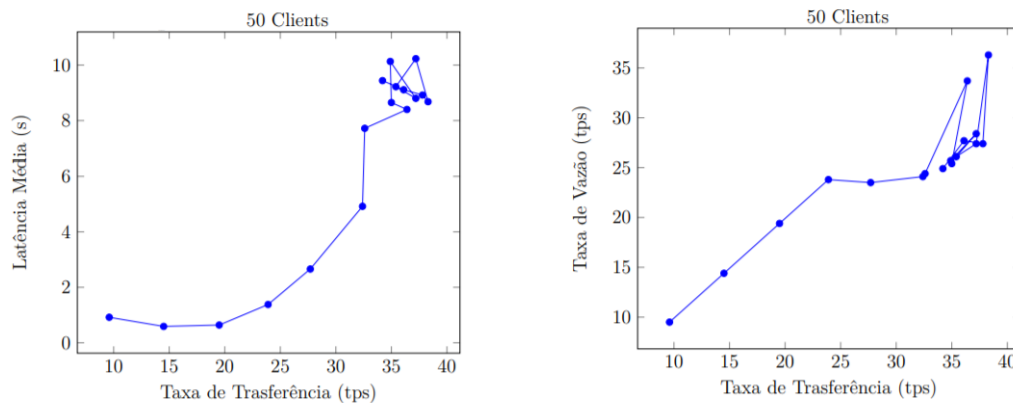 50 Clients
Latência Média (s)
10
8
6
4
2
0
10 15 20 25 30 35 40
Taxa de Trasferência (tps)
50 Clients
Taxa de Vazão (tps)
35
30
25
20
15
10
10 15 20 25 30 35 40
Taxa de Trasferência (tps)